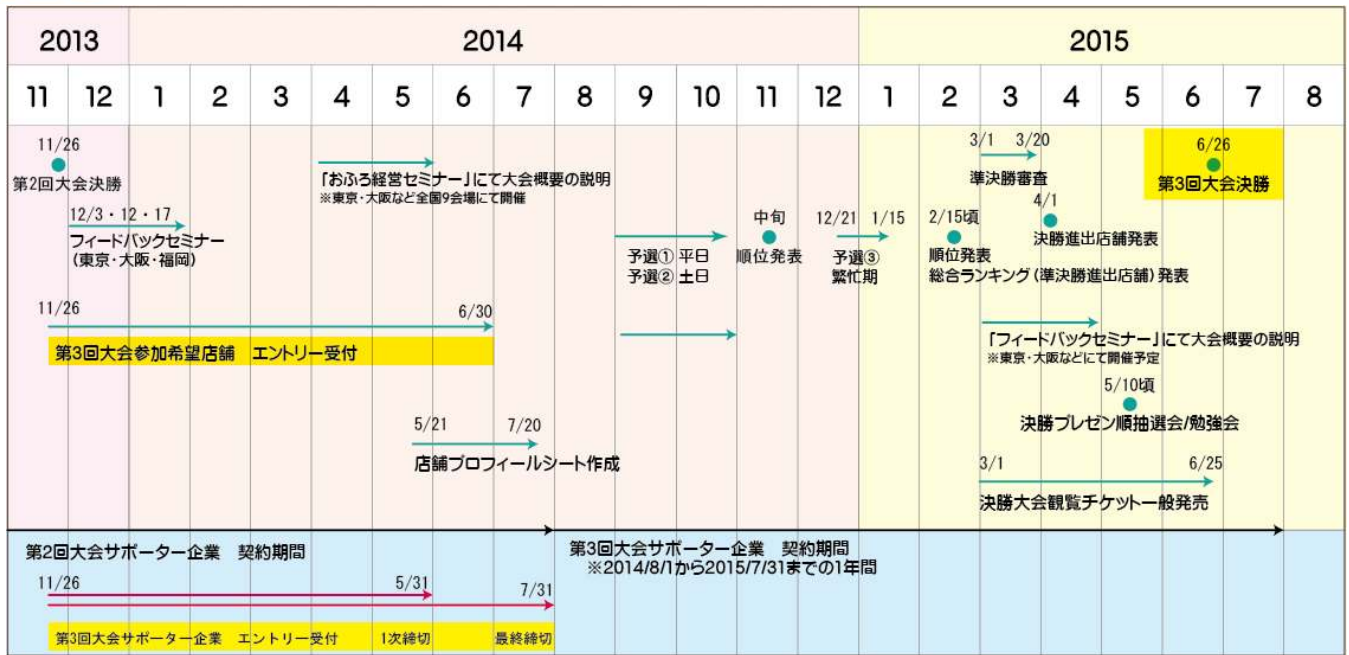 2013 2014 2015
11 12 1 2 3 4 5 6 7 8 9 10 11 12 1 2 3 4 5 6 7 8
11/26
第2回大会決勝
12/3・12・17
フィードバックセミナー
(東京・大阪・福岡)
「おふろ経営セミナー」にて大会概要の説明
※東京・大阪など全国9会場にて開催
予選① 平日
予選② 土日
中旬
順位発表
12/21 1/15
予選③
繁忙期
2/15頃
順位発表
総合ランキング(準決勝進出店舗)発表
3/1 3/20
準決勝審査
4/1
決勝進出店舗発表
6/26
第3回大会決勝
11/26 6/30
第3回大会参加希望店舗 エントリー受付
「フィードバックセミナー」にて大会概要の説明
※東京・大阪などにて開催予定
5/10頃
決勝プレゼン順抽選会/勉強会
5/21 7/20
店舗プロフィールシート作成
3/1 6/25
決勝大会観覧チケット一般発売
第2回大会サポーター企業 契約期間
第3回大会サポーター企業 契約期間
※2014/8/1から2015/7/31までの1年間
11/26 5/31 7/31
第3回大会サポーター企業 エントリー受付 1次締切 最終締切